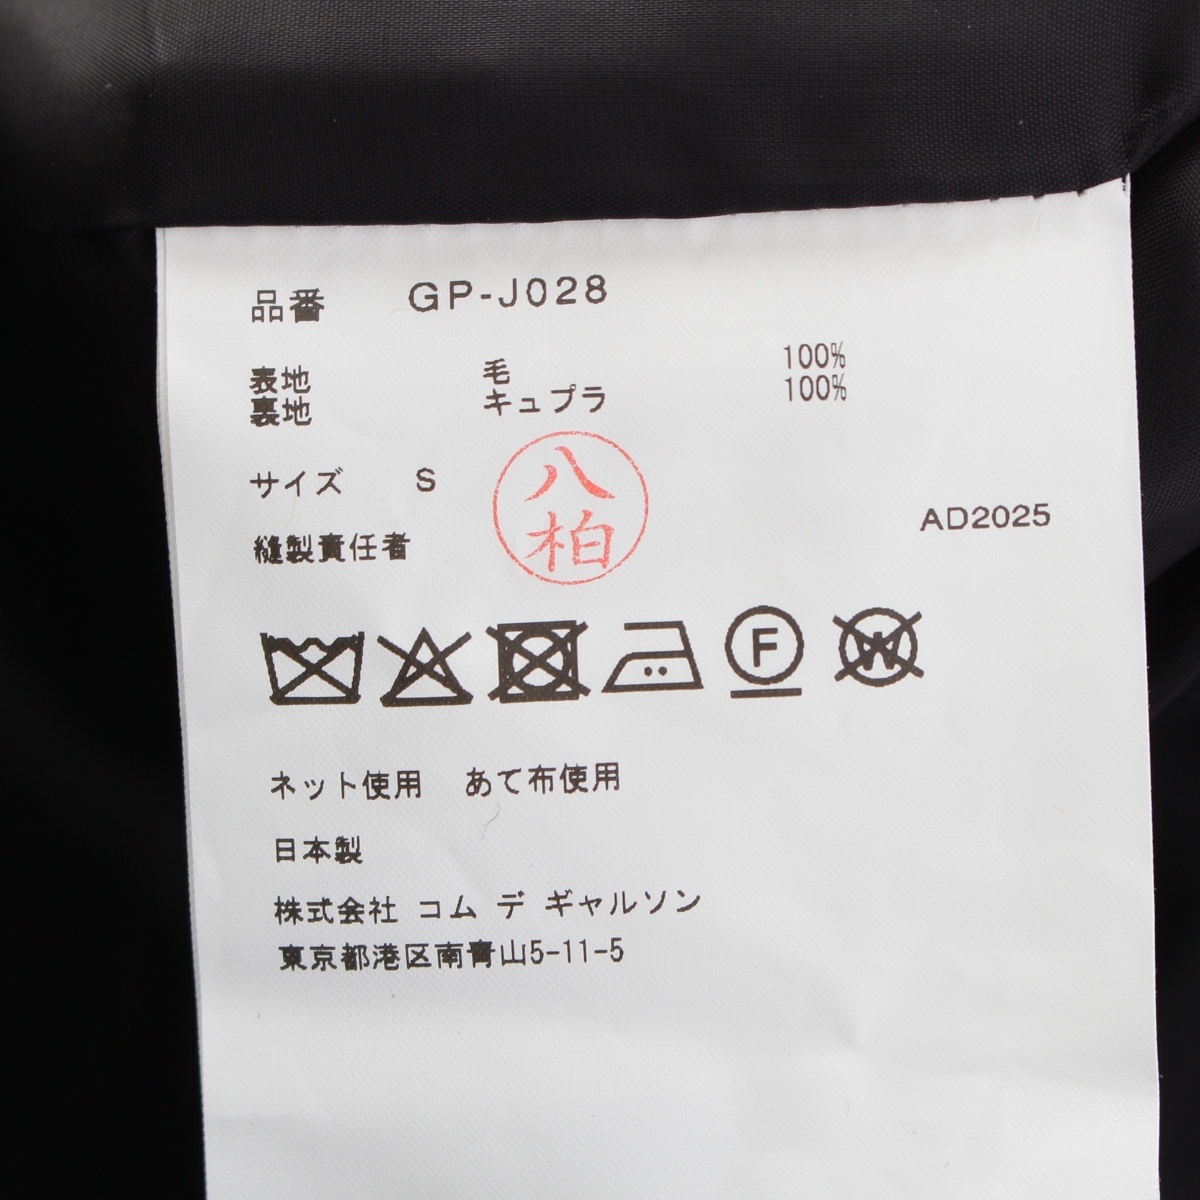 品番 GP-J028
表地 毛 100%
裏地 キュプラ 100%
サイズ S
八柏
AD2025
縫製責任者
F
W
ネット使用 あて布使用
日本製
株式会社 コム デ ギャルソン
東京都港区南青山5-11-5